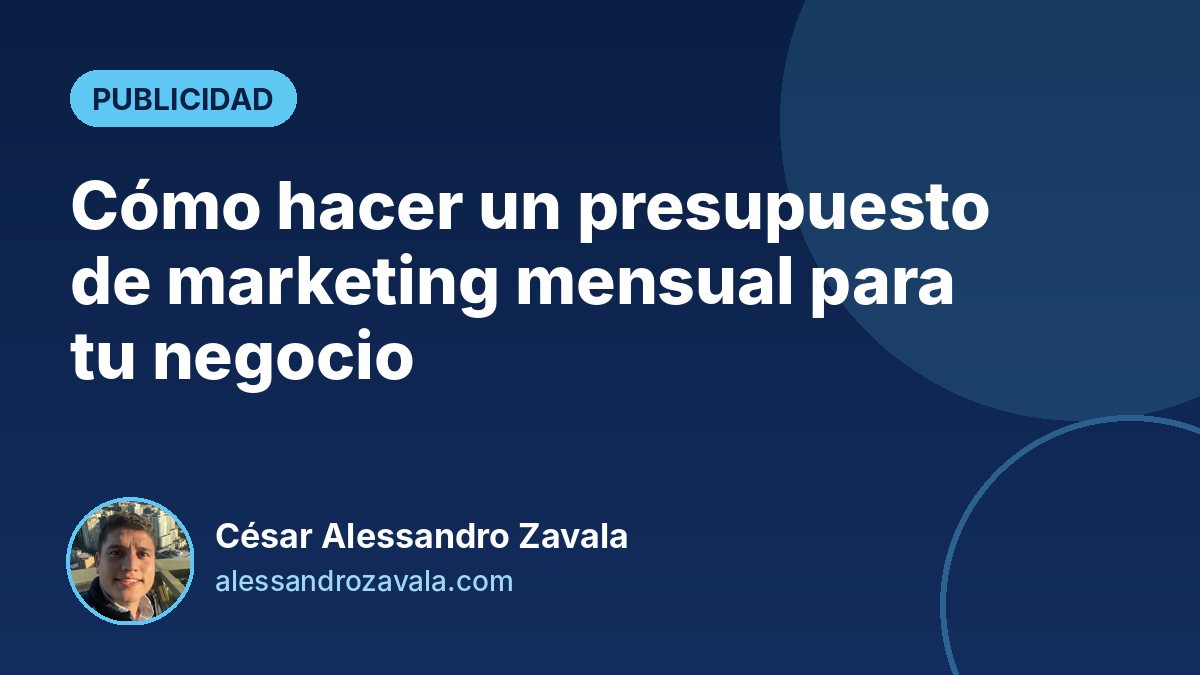 PUBLICIDAD
Cómo hacer un presupuesto
de marketing mensual para
tu negocio
César Alessandro Zavala
alessandrozavala.com